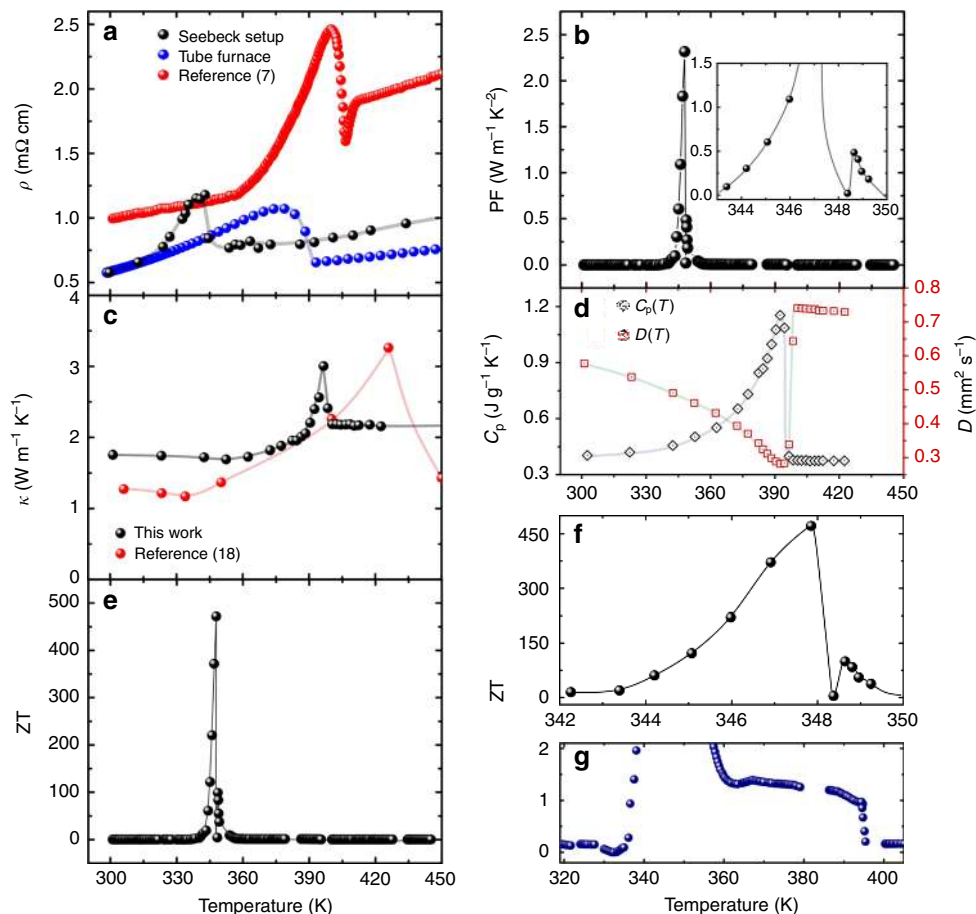 a
Seebeck setup
Tube furnace
Reference (7)
ρ (mΩ cm)
2.5
2.0
1.5
1.0
0.5
b
PF (W m⁻¹ K⁻²)
2.5
2.0
1.5
1.0
0.5
0.0
1.5
1.0
0.5
0.0
344 346 348 350
c
This work
Reference (18)
κ (W m⁻¹ K⁻¹)
4
3
2
1
0
d
Cp(T)
D(T)
Cp (J g⁻¹ K⁻¹)
1.2
0.9
0.6
0.3
D (mm² s⁻¹)
0.8
0.7
0.6
0.5
0.4
0.3
300 330 360 390 420 450
e
ZT
500
400
300
200
100
0
300 330 360 390 420 450
Temperature (K)
f
ZT
450
300
150
0
342 344 346 348 350
g
2
1
0
320 340 360 380 400
Temperature (K)